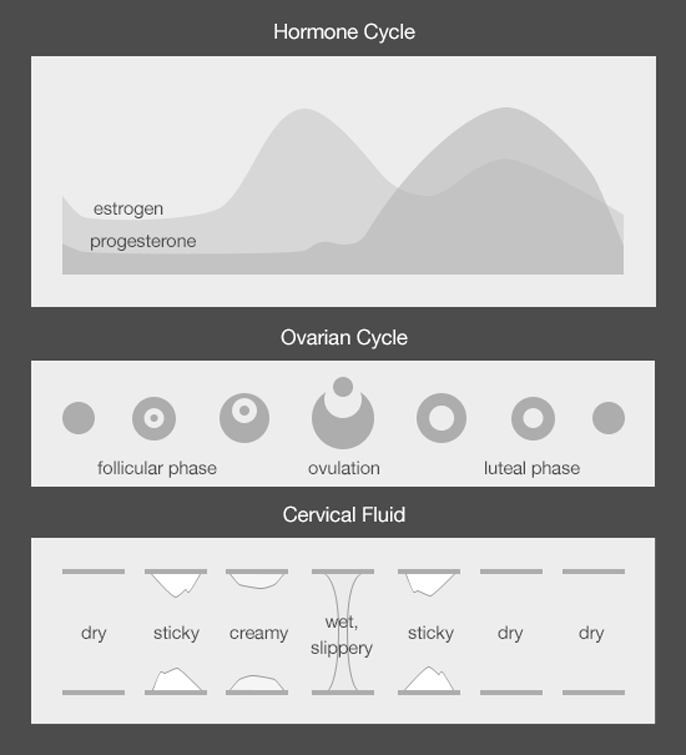 Hormone Cycle
estrogen
progesterone
Ovarian Cycle
follicular phase ovulation luteal phase
Cervical Fluid
dry sticky creamy wet, slippery sticky dry dry